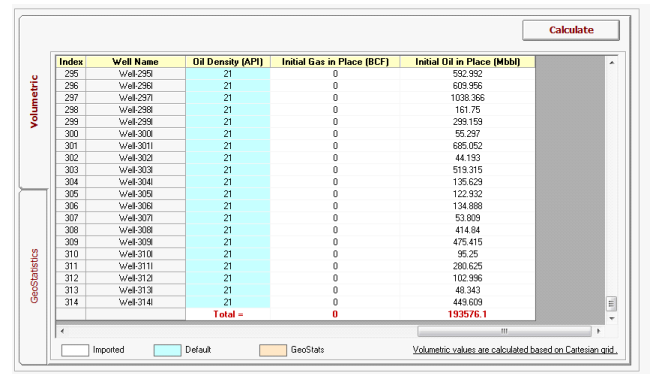 Calculate
Volumetric
GeoStatistics
Index Well Name Oil Density (API) Initial Gas in Place (BCF) Initial Oil in Place (Mbbl)
295 Well-295I 21 0 592.992
296 Well-296I 21 0 609.956
297 Well-297I 21 0 1038.366
298 Well-298I 21 0 161.75
299 Well-299I 21 0 299.159
300 Well-300I 21 0 55.297
301 Well-301I 21 0 685.052
302 Well-302I 21 0 44.193
303 Well-303I 21 0 519.315
304 Well-304I 21 0 135.629
305 Well-305I 21 0 122.932
306 Well-306I 21 0 134.888
307 Well-307I 21 0 53.809
308 Well-308I 21 0 414.84
309 Well-309I 21 0 475.415
310 Well-310I 21 0 95.25
311 Well-311I 21 0 280.625
312 Well-312I 21 0 102.996
313 Well-313I 21 0 48.343
314 Well-314I 21 0 449.609
Total = 0 193576.1
Imported Default GeoStats Volumetric values are calculated based on Cartesian grid.